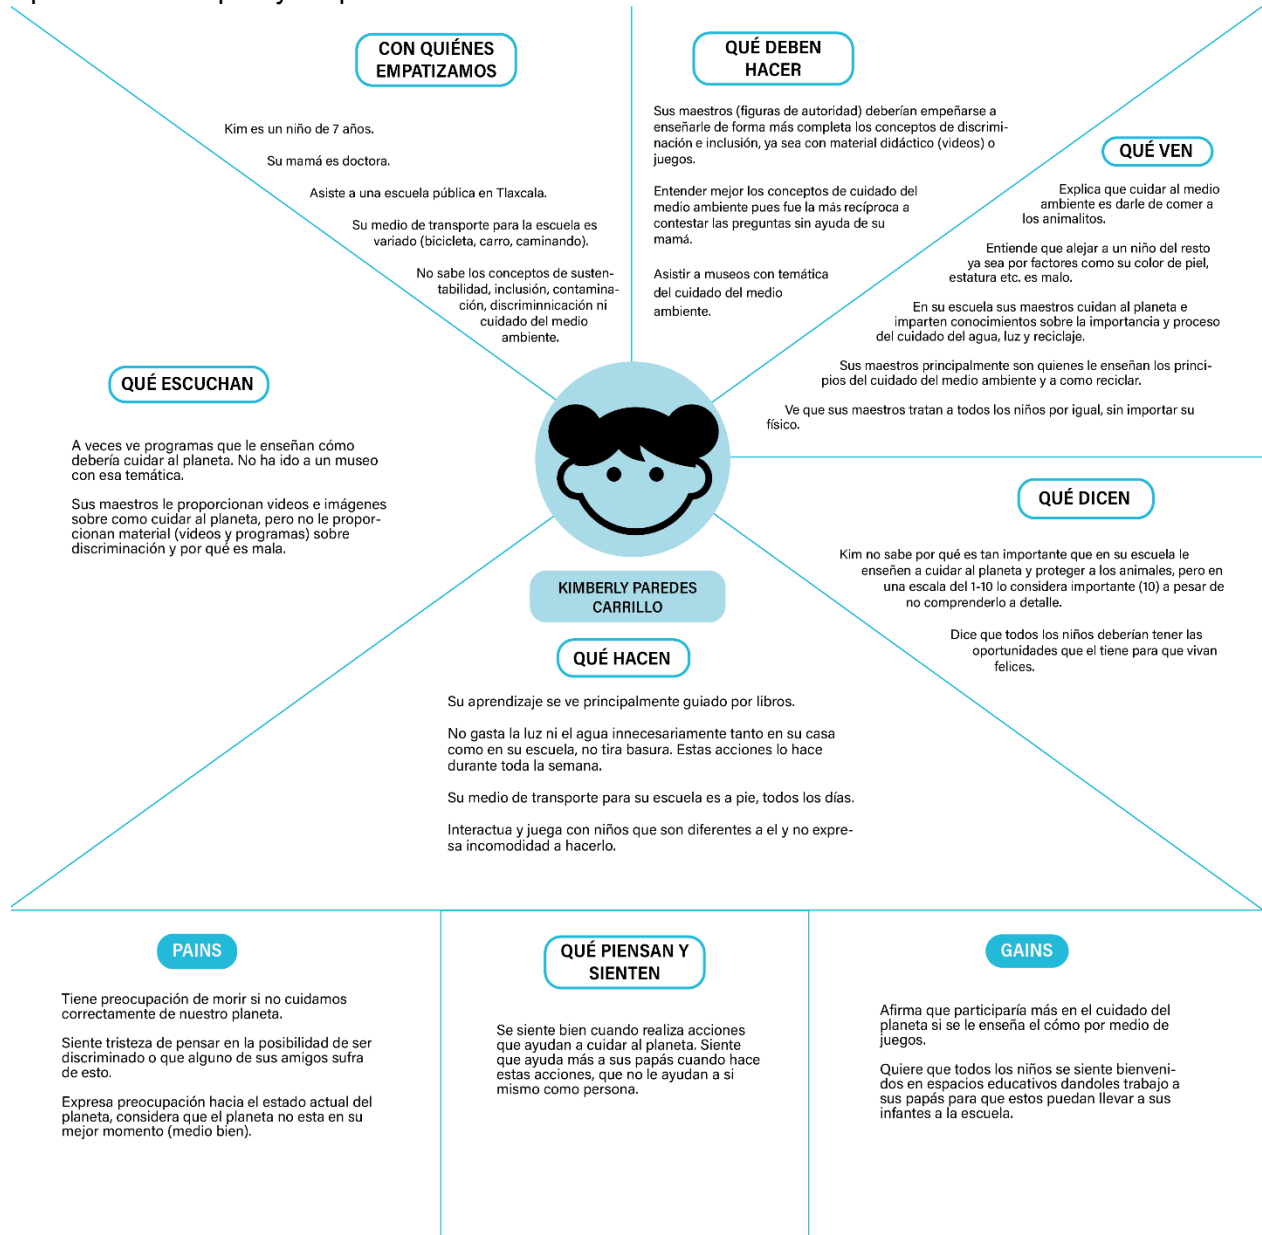 CON QUIÉNES
EMPATIZAMOS
Kim es un niño de 7 años.
Su mamá es doctora.
Asiste a una escuela pública en Tlaxcala.
Su medio de transporte para la escuela es
variado (bicicleta, carro, caminando).
No sabe los conceptos de susten-
tabilidad, inclusión, contamina-
ción, discriminnicación ni
cuidado del medio
ambiente.
QUÉ DEBEN
HACER
Sus maestros (figuras de autoridad) deberían empeñarse a
enseñarle de forma más completa los conceptos de discrimi-
nación e inclusión, ya sea con material didáctico (videos) o
juegos.
Entender mejor los conceptos de cuidado del
medio ambiente pues fue la más recíproca a
contestar las preguntas sin ayuda de su
mamá.
Asistir a museos con temática
del cuidado del medio
ambiente.
QUÉ VEN
Explica que cuidar al medio
ambiente es darle de comer a
los animalitos.
Entiende que alejar a un niño del resto
ya sea por factores como su color de piel,
estatura etc. es malo.
En su escuela sus maestros cuidan al planeta e
imparten conocimientos sobre la importancia y proceso
del cuidado del agua, luz y reciclaje.
Sus maestros principalmente son quienes le enseñan los princi-
pios del cuidado del medio ambiente y a como reciclar.
Ve que sus maestros tratan a todos los niños por igual, sin importar su
físico.
QUÉ ESCUCHAN
A veces ve programas que le enseñan cómo
debería cuidar al planeta. No ha ido a un museo
con esa temática.
Sus maestros le proporcionan videos e imágenes
sobre como cuidar al planeta, pero no le propor-
cionan material (videos y programas) sobre
discriminación y por qué es mala.
QUÉ DICEN
Kim no sabe por qué es tan importante que en su escuela le
enseñen a cuidar al planeta y proteger a los animales, pero en
una escala del 1-10 lo considera importante (10) a pesar de
no comprenderlo a detalle.
Dice que todos los niños deberían tener las
oportunidades que el tiene para que vivan
felices.
KIMBERLY PAREDES
CARRILLO
QUÉ HACEN
Su aprendizaje se ve principalmente guiado por libros.
No gasta la luz ni el agua innecesariamente tanto en su casa
como en su escuela, no tira basura. Estas acciones lo hace
durante toda la semana.
Su medio de transporte para su escuela es a pie, todos los días.
Interactua y juega con niños que son diferentes a el y no expre-
sa incomodidad a hacerlo.
PAINS
Tiene preocupación de morir si no cuidamos
correctamente de nuestro planeta.
Siente tristeza de pensar en la posibilidad de ser
discriminado o que alguno de sus amigos sufra
de esto.
Expresa preocupación hacia el estado actual del
planeta, considera que el planeta no esta en su
mejor momento (medio bien).
QUÉ PIENSAN Y
SIENTEN
Se siente bien cuando realiza acciones
que ayudan a cuidar al planeta. Siente
que ayuda más a sus papás cuando hace
estas acciones, que no le ayudan a si
mismo como persona.
GAINS
Afirma que participaría más en el cuidado del
planeta si se le enseña el cómo por medio de
juegos.
Quiere que todos los niños se siente bienveni-
dos en espacios educativos dandoles trabajo a
sus papás para que estos puedan llevar a sus
infantes a la escuela.